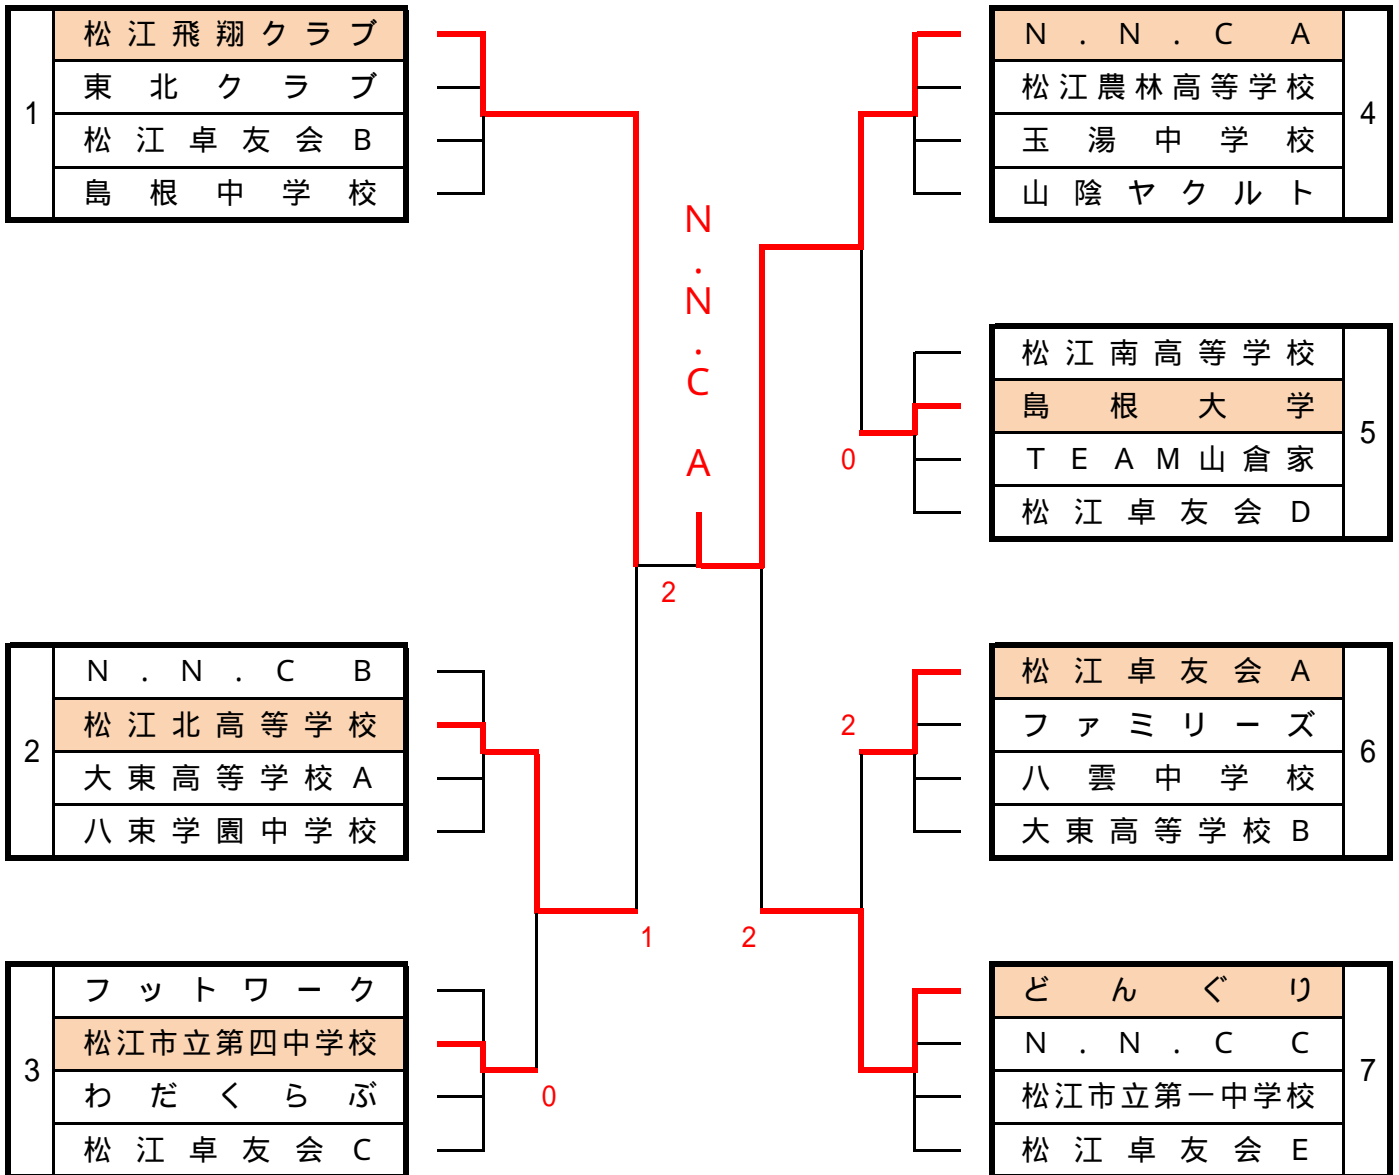 1
松江飛翔クラブ
東北クラブ
松江卓友会B
島根中学校
2
N.N.C B
松江北高等学校
大東高等学校A
八束学園中学校
3
フットワーク
松江市立第四中学校
わだくらぶ
松江卓友会C
N.N.C A
2
1
0
0
2
2
4
N.N.C A
松江農林高等学校
玉湯中学校
山陰ヤクルト
5
松江南高等学校
島根大学
TEAM山倉家
松江卓友会D
6
松江卓友会A
ファミリーズ
八雲中学校
大東高等学校B
7
どんぐり
N.N.C C
松江市立第一中学校
松江卓友会E